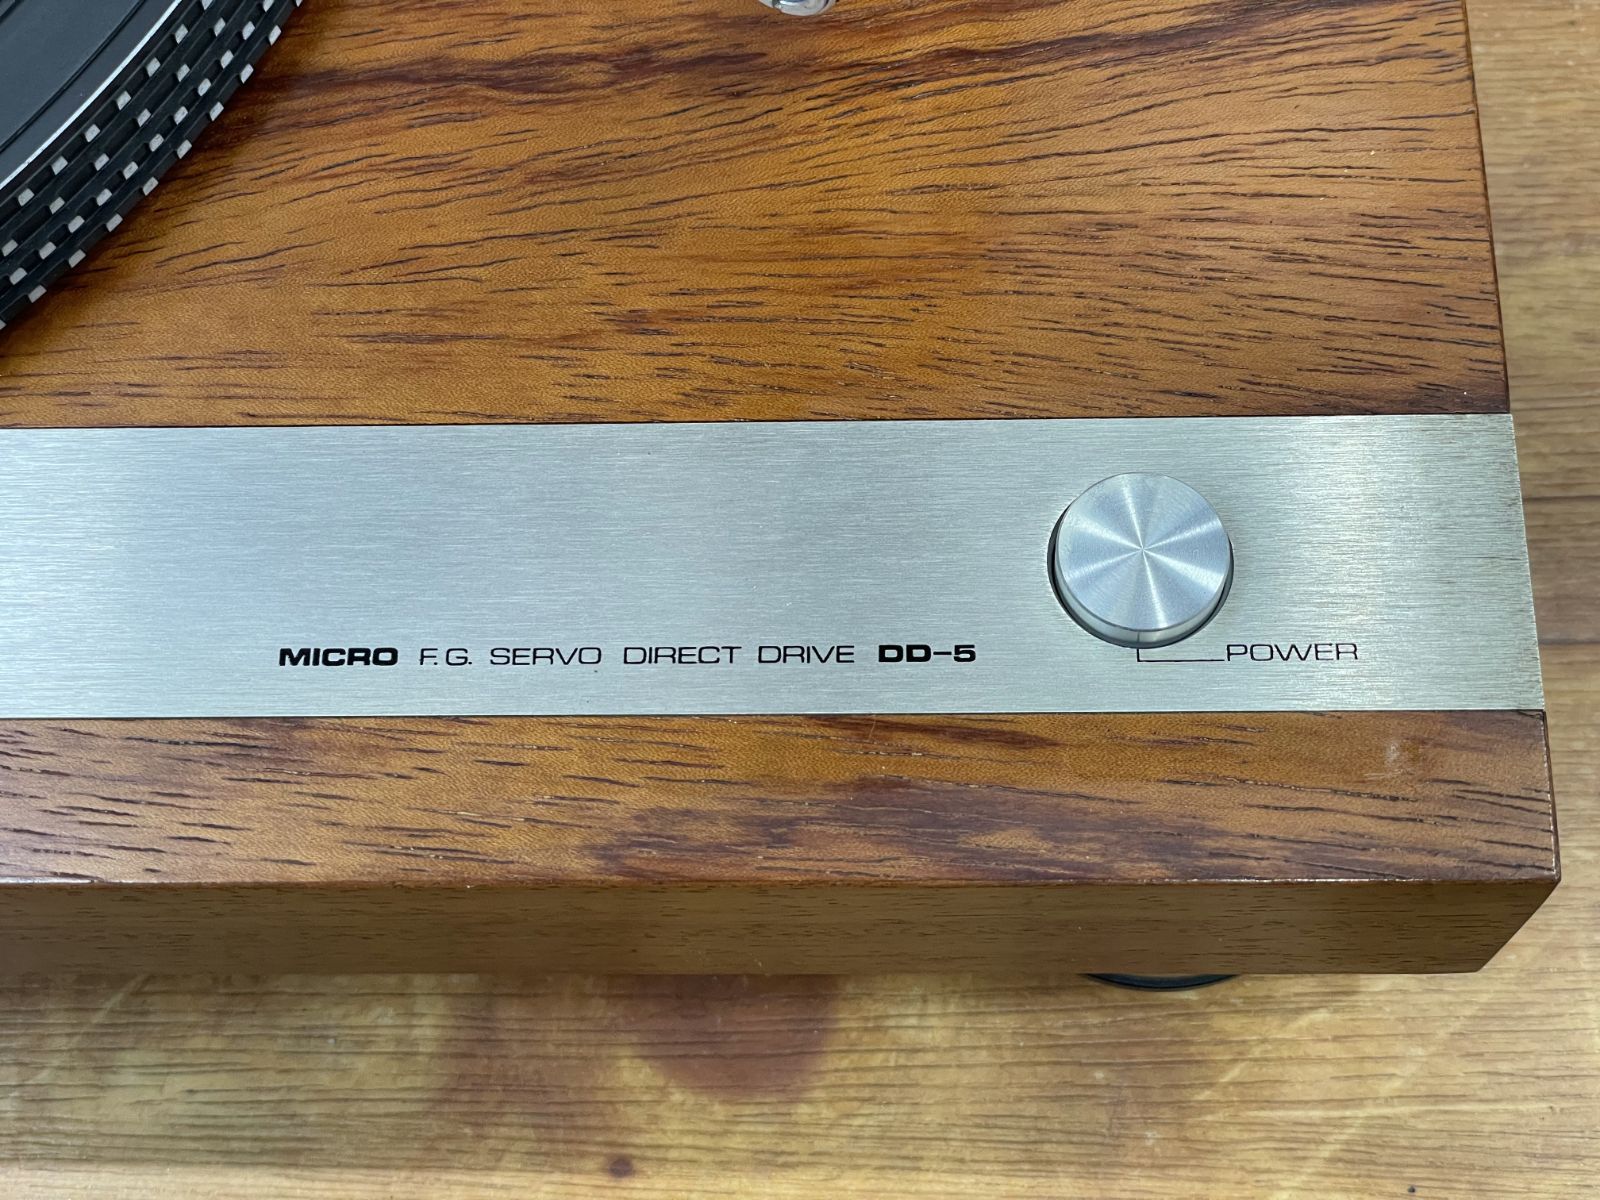 MICRO F.G. SERVO DIRECT DRIVE DD-5
POWER